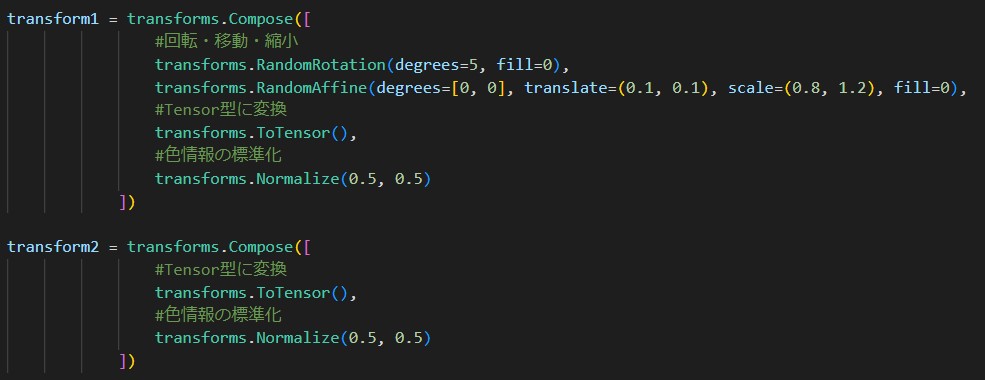 transform1 = transforms.Compose([
#回転・移動・縮小
transforms.RandomRotation(degrees=5, fill=0),
transforms.RandomAffine(degrees=[0, 0], translate=(0.1, 0.1), scale=(0.8, 1.2), fill=0),
#Tensor型に変換
transforms.ToTensor(),
#色情報の標準化
transforms.Normalize(0.5, 0.5)
])
transform2 = transforms.Compose([
#Tensor型に変換
transforms.ToTensor(),
#色情報の標準化
transforms.Normalize(0.5, 0.5)
])